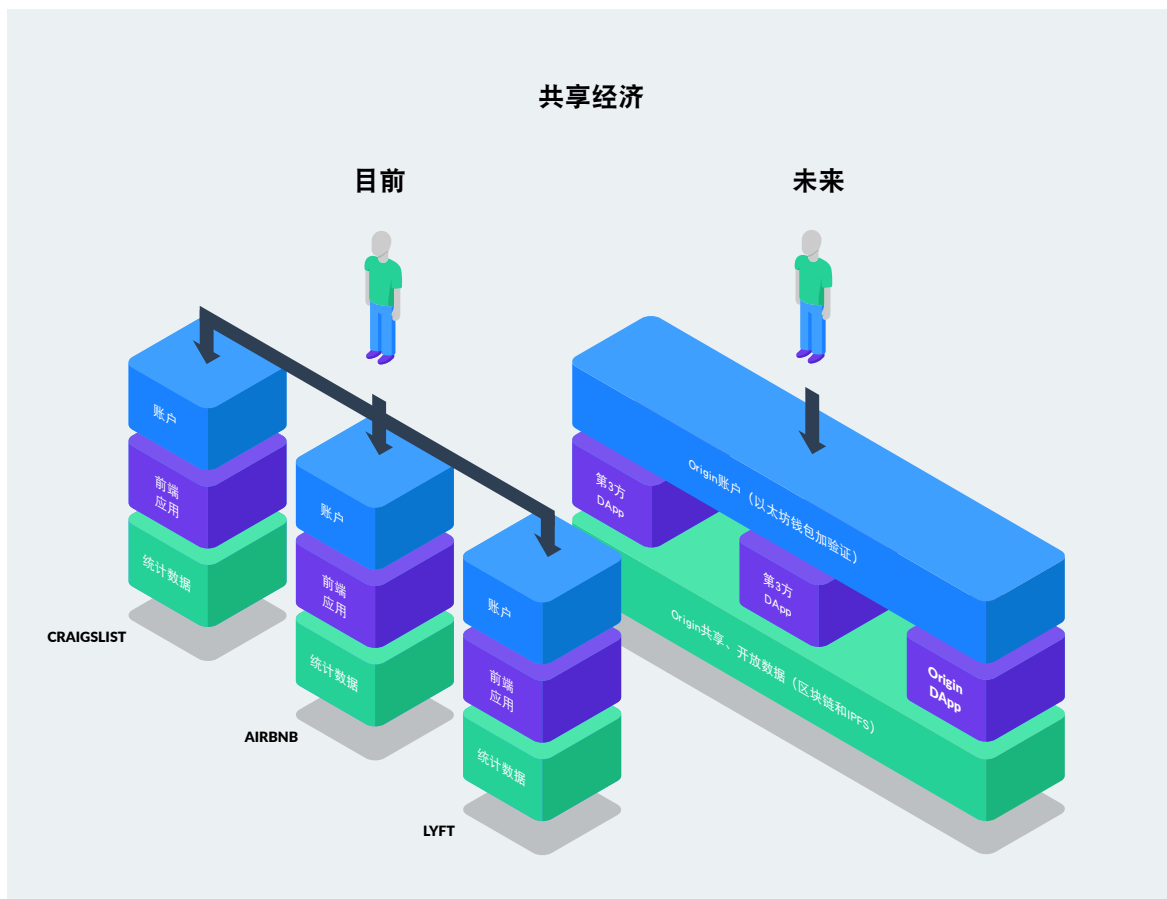 共享经济
目前
未来
账户
前端
应用
统计数据
CRAIGSLIST
账户
前端
应用
统计数据
AIRBNB
账户
前端
应用
统计数据
LYFT
Origin账户（以太坊钱包加验证）
第3方
DApp
第3方
DApp
Origin
DApp
Origin共享、开放数据（区块链和IPFS）